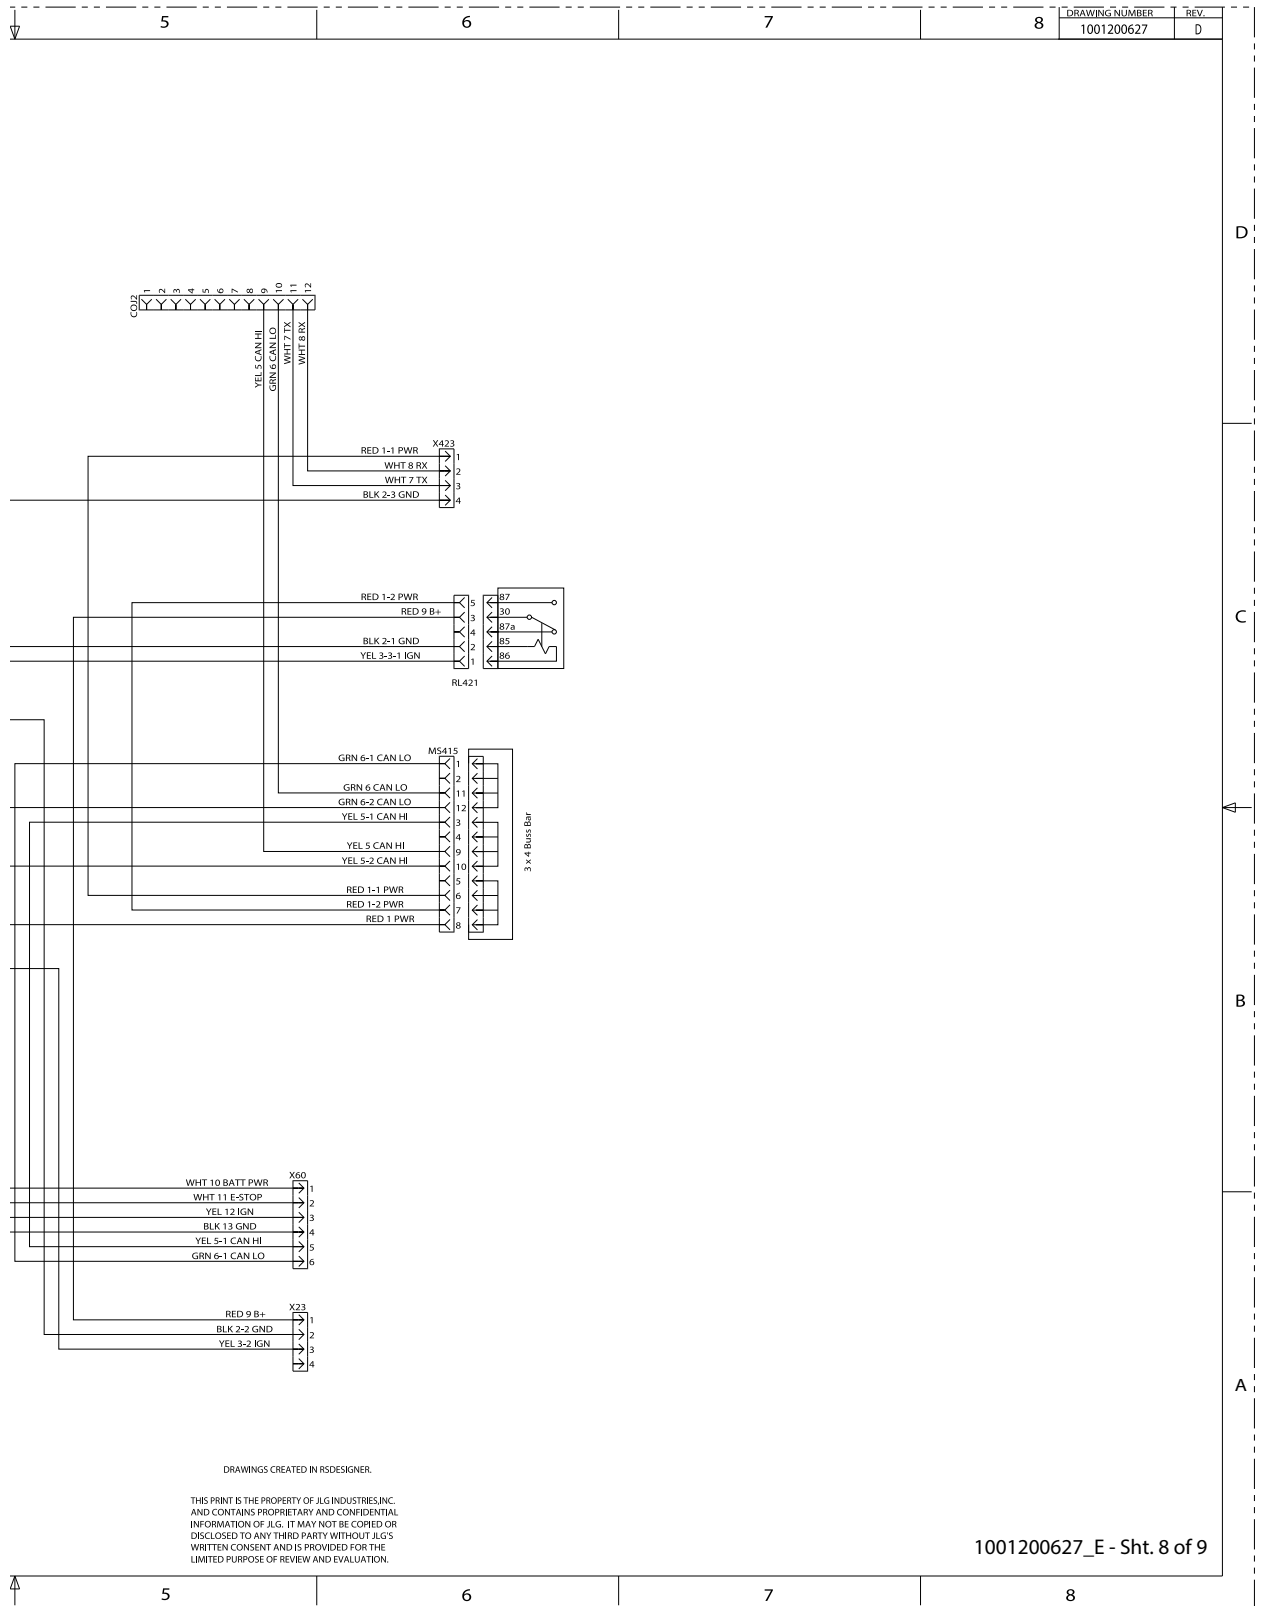 5 6 7 8
DRAWING NUMBER REV.
1001200627 D
D
COJ2
1 2 3 4 5 6 7 8 9 10 11 12
YEL 5 CAN HI
GRN 6 CAN LO
WHT 7 TX
WHT 8 RX
X423
RED 1-1 PWR 1
WHT 8 RX 2
WHT 7 TX 3
BLK 2-3 GND 4
C
RED 1-2 PWR 5 87
RED 9 B+ 3 30
4 87a
BLK 2-1 GND 2 85
YEL 3-3-1 IGN 1 86
RL421
MS415
GRN 6-1 CAN LO 1
2
GRN 6 CAN LO 11
GRN 6-2 CAN LO 12
YEL 5-1 CAN HI 3
4
YEL 5 CAN HI 9
YEL 5-2 CAN HI 10
5
RED 1-1 PWR 6
RED 1-2 PWR 7
RED 1 PWR 8
3 x 4 Buss Bar
B
X60
WHT 10 BATT PWR 1
WHT 11 E-STOP 2
YEL 12 IGN 3
BLK 13 GND 4
YEL 5-1 CAN HI 5
GRN 6-1 CAN LO 6
X23
RED 9 B+ 1
BLK 2-2 GND 2
YEL 3-2 IGN 3
4
A
DRAWINGS CREATED IN RSDESIGNER.
THIS PRINT IS THE PROPERTY OF JLG INDUSTRIES,INC.
AND CONTAINS PROPRIETARY AND CONFIDENTIAL
INFORMATION OF JLG. IT MAY NOT BE COPIED OR
DISCLOSED TO ANY THIRD PARTY WITHOUT JLG'S
WRITTEN CONSENT AND IS PROVIDED FOR THE
LIMITED PURPOSE OF REVIEW AND EVALUATION.
1001200627_E - Sht. 8 of 9
5 6 7 8